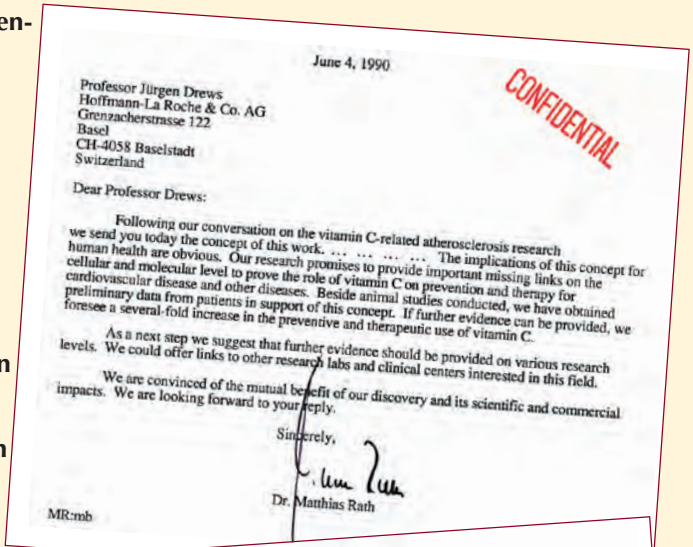 en-
June 4, 1990
CONFIDENTIAL
Professor Jürgen Drews
Hoffmann-La Roche & Co. AG
Grenzacherstrasse 122
Basel
CH-4058 Baselstadt
Switzerland
Dear Professor Drews:
Following our conversation on the vitamin C-related atherosclerosis research
we send you today the concept of this work. ... ... ... ... The implications of this concept for
human health are obvious. Our research promises to provide important missing links on the
cellular and molecular level to prove the role of vitamin C on prevention and therapy for
cardiovascular disease and other diseases. Beside animal studies conducted, we have obtained
preliminary data from patients in support of this concept. If further evidence can be provided, we
foresee a several-fold increase in the preventive and therapeutic use of vitamin C.
As a next step we suggest that further evidence should be provided on various research
levels. We could offer links to other research labs and clinical centers interested in this field.
We are convinced of the mutual benefit of our discovery and its scientific and commercial
impacts. We are looking forward to your reply.
Sincerely,
Dr. Matthias Rath
MR:mb
n
n